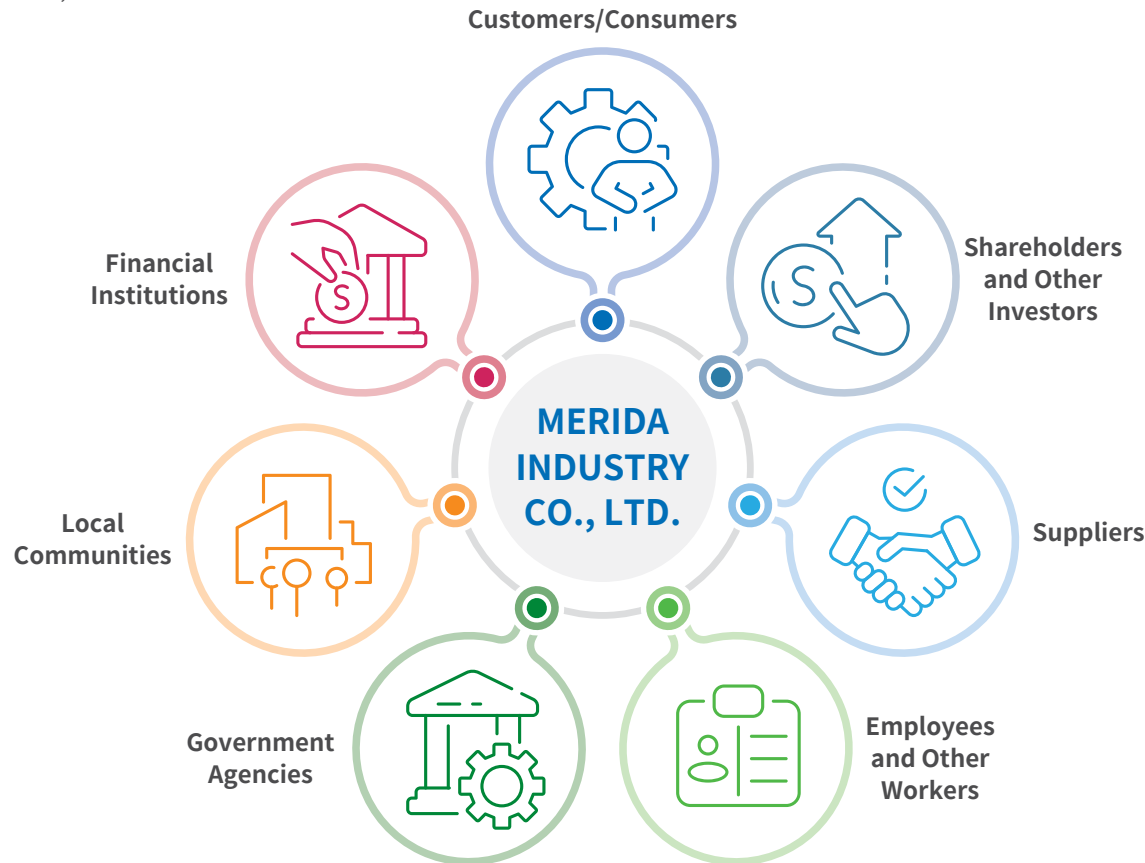 Customers/Consumers
Shareholders
and Other
Investors
Financial
Institutions
MERIDA
INDUSTRY
CO., LTD.
Local
Communities
Suppliers
Government
Agencies
Employees
and Other
Workers